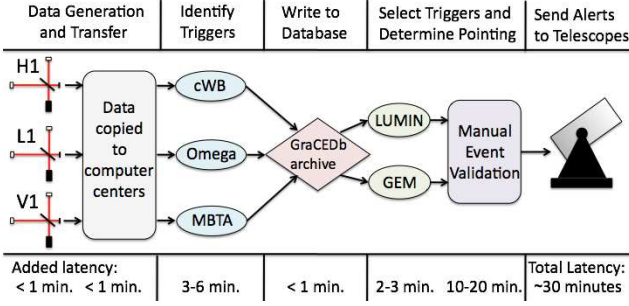 Data Generation
and Transfer
Identify
Triggers
Write to
Database
Select Triggers and
Determine Pointing
Send Alerts
to Telescopes
H1
L1
V1
Data
copied
to
computer
centers
cWB
Omega
MBTA
GraCEDb
archive
LUMIN
GEM
Manual
Event
Validation
Added latency:
< 1 min. < 1 min.
3-6 min.
< 1 min.
2-3 min. 10-20 min.
Total Latency:
~30 minutes